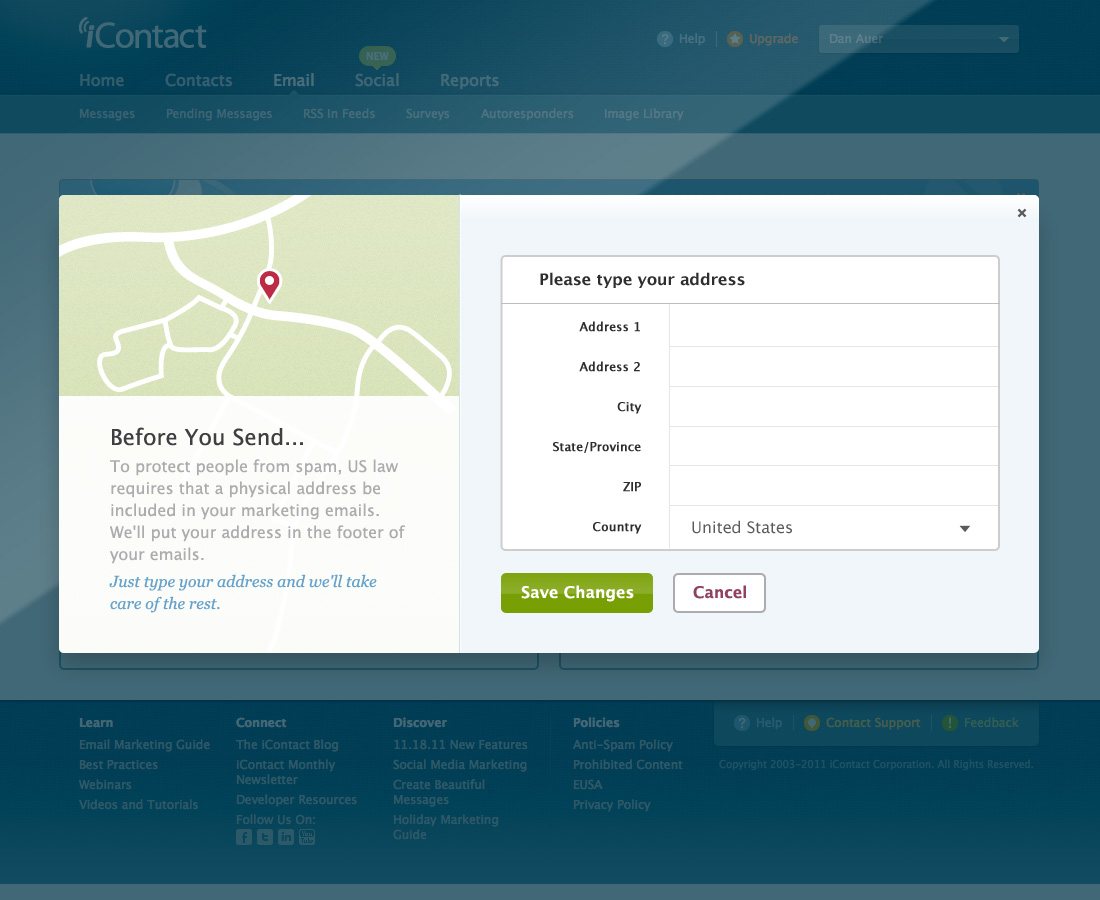 iContact
Help
Upgrade
Dan Auer
NEW
Home
Contacts
Email
Social
Reports
Messages
Pending Messages
RSS In Feeds
Surveys
Autoresponders
Image Library
×
Before You Send...
To protect people from spam, US law
requires that a physical address be
included in your marketing emails.
We'll put your address in the footer of
your emails.
Just type your address and we'll take
care of the rest.
Please type your address
Address 1
Address 2
City
State/Province
ZIP
Country
United States
Save Changes
Cancel
Learn
Email Marketing Guide
Best Practices
Webinars
Videos and Tutorials
Connect
The iContact Blog
iContact Monthly
Newsletter
Developer Resources
Follow Us On:
Discover
11.18.11 New Features
Social Media Marketing
Create Beautiful
Messages
Holiday Marketing
Guide
Policies
Anti-Spam Policy
Prohibited Content
EUSA
Privacy Policy
Help
Contact Support
Feedback
Copyright 2003-2011 iContact Corporation. All Rights Reserved.